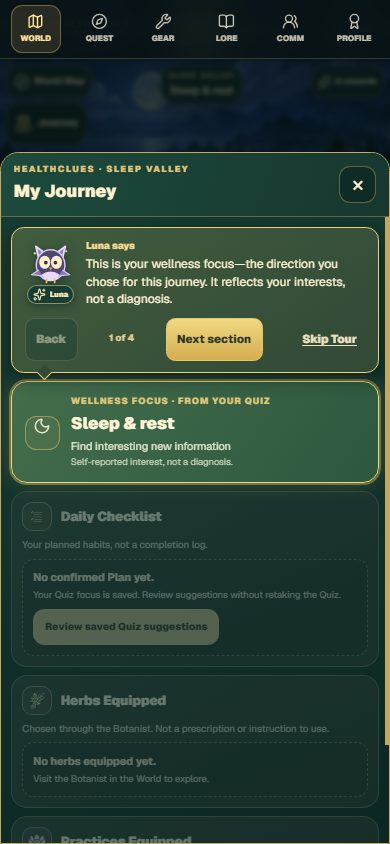 WORLD
QUEST
GEAR
LORE
COMM
PROFILE
World Map
Sleep & rest
Journey
HEALTHCLUES · SLEEP VALLEY
My Journey
Luna says
This is your wellness focus—the direction you
chose for this journey. It reflects your interests,
not a diagnosis.
Luna
Back
1 of 4
Next section
Skip Tour
WELLNESS FOCUS · FROM YOUR QUIZ
Sleep & rest
Find interesting new information
Self-reported interest, not a diagnosis.
Daily Checklist
Your planned habits, not a completion log.
No confirmed Plan yet.
Your Quiz focus is saved. Review suggestions without retaking the Quiz.
Review saved Quiz suggestions
Herbs Equipped
Chosen through the Botanist. Not a prescription or instruction to use.
No herbs equipped yet.
Visit the Botanist in the World to explore.
Practices Equipped